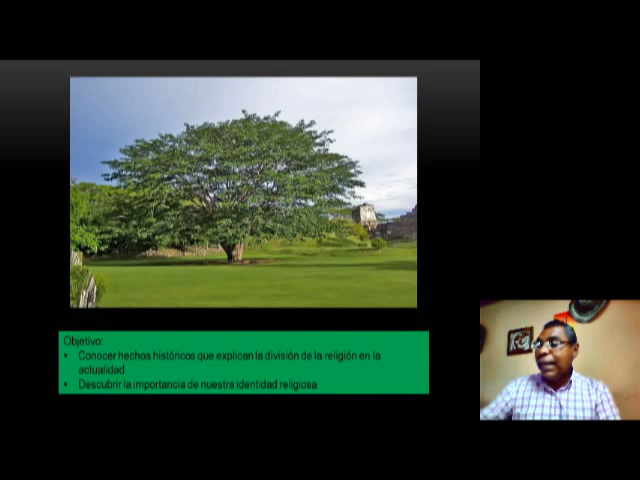 Objetivo:
• Conocer hechos históricos que explican la división de la religión en la
actualidad
• Descubrir la importancia de nuestra identidad religiosa